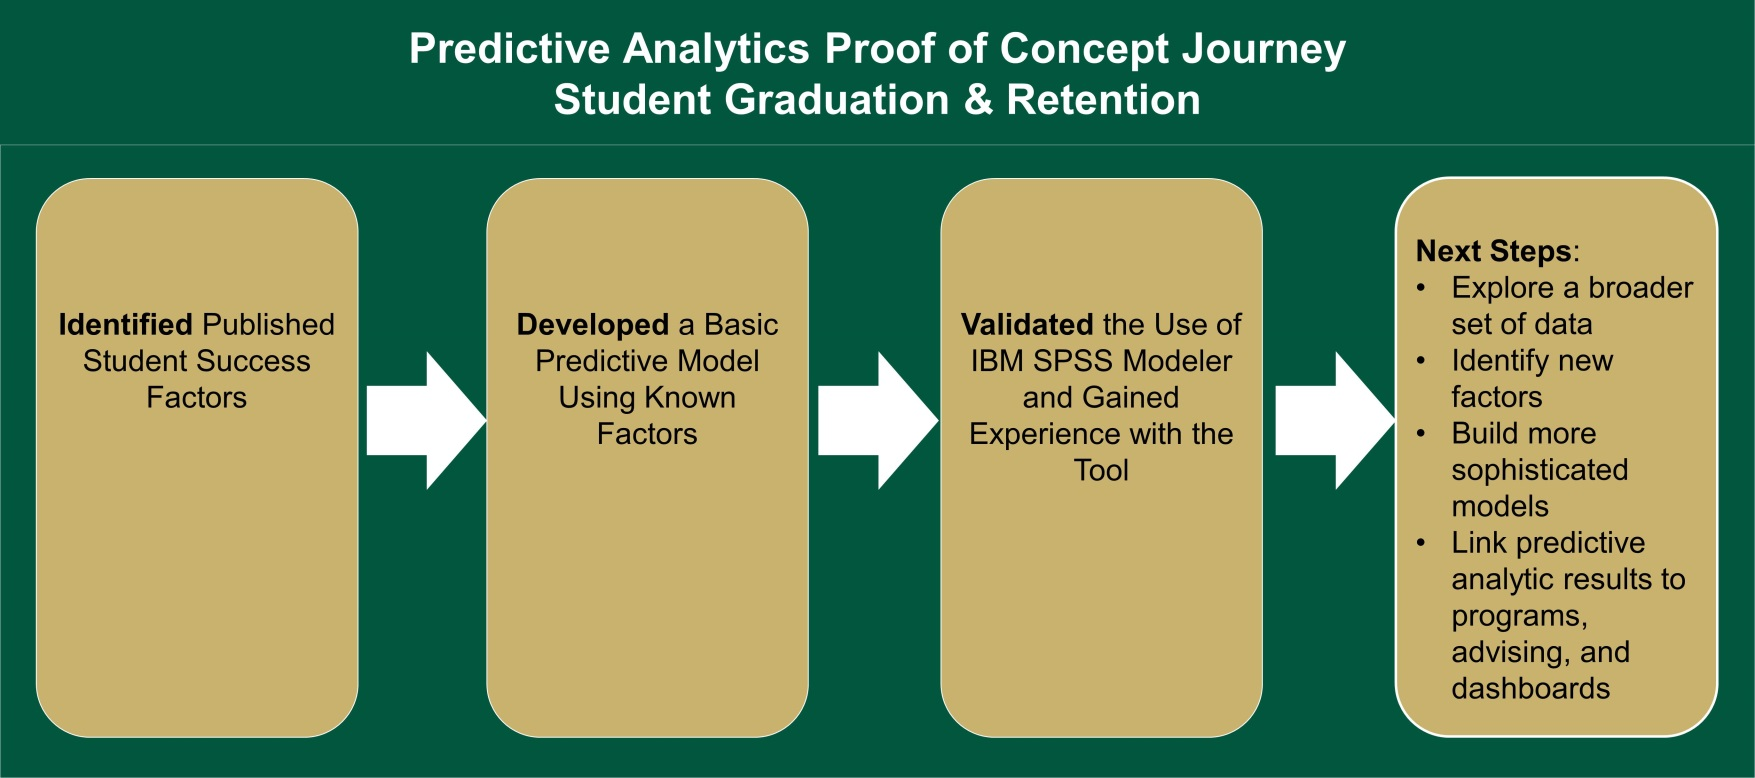 Predictive Analytics Proof of Concept Journey
Student Graduation & Retention
Identified Published
Student Success
Factors
Developed a Basic
Predictive Model
Using Known
Factors
Validated the Use of
IBM SPSS Modeler
and Gained
Experience with the
Tool
Next Steps:
• Explore a broader
set of data
• Identify new
factors
• Build more
sophisticated
models
• Link predictive
analytic results to
programs,
advising, and
dashboards